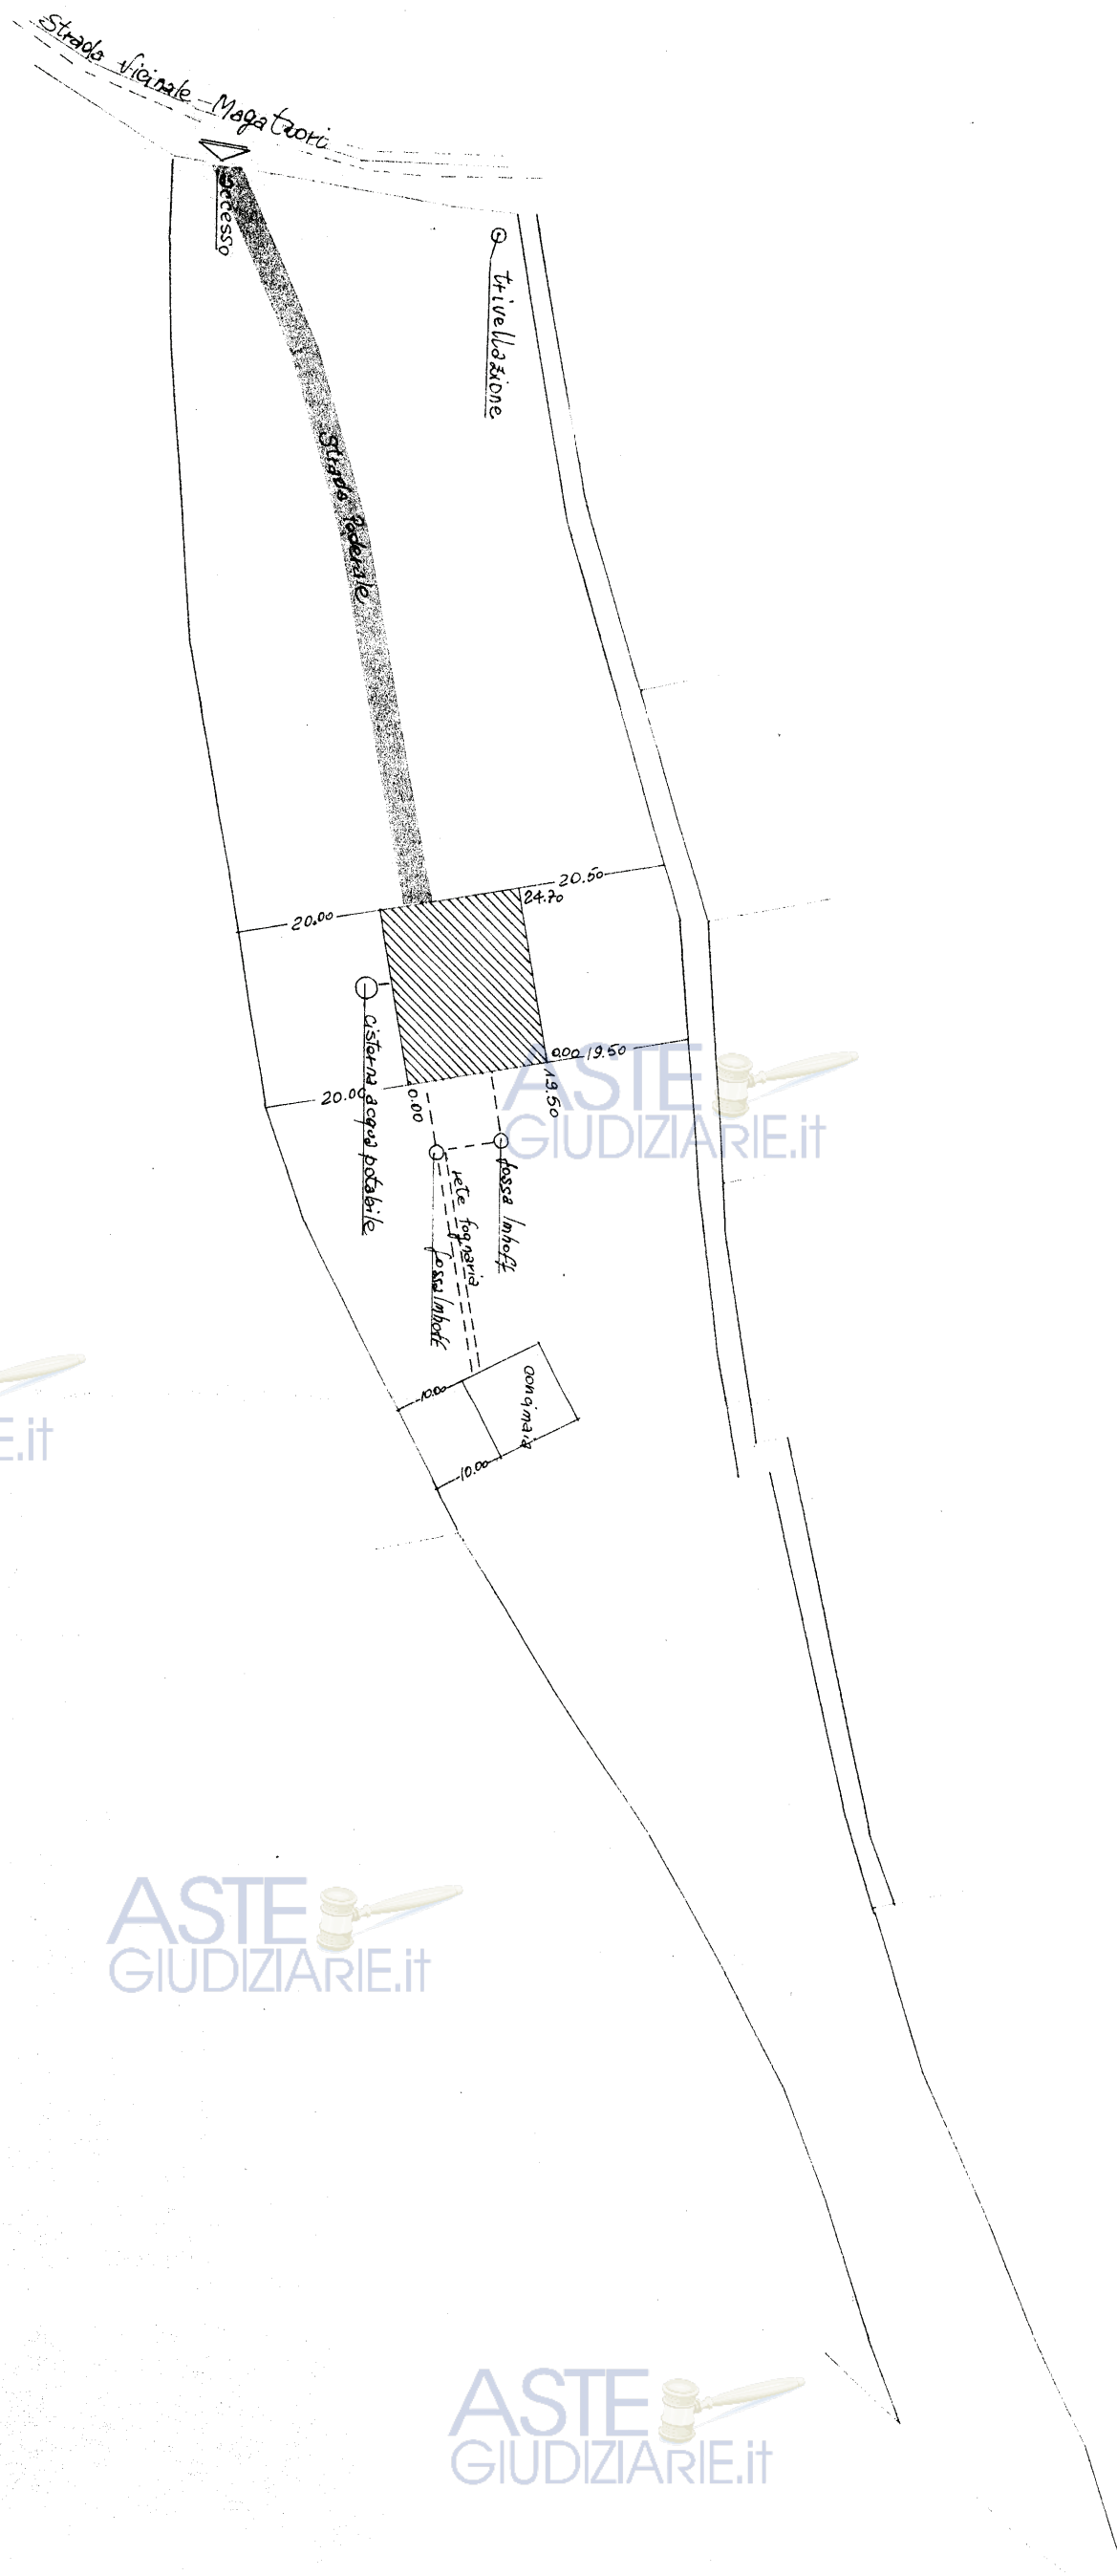 Strada Vicinale Magatzori
accesso
trivellazione
Strada Poderale
20.50
24.70
20.00
0.00 19.50
19.50
20.00
0.00
cisterna acqua potabile
fossa Imhoff
rete fognaria
fossa Imhoff
concimaia
10.00
10.00
ASTE
GIUDIZIARIE.it
E.it
ASTE
GIUDIZIARIE.it
ASTE
GIUDIZIARIE.it